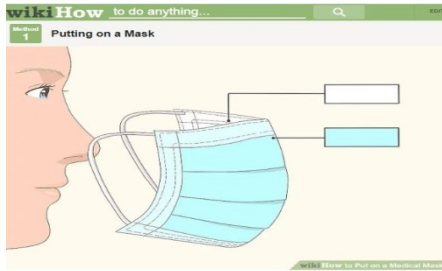 wikiHow to do anything...
Method
1
Putting on a Mask
wikiHow to Put on a Medical Mask